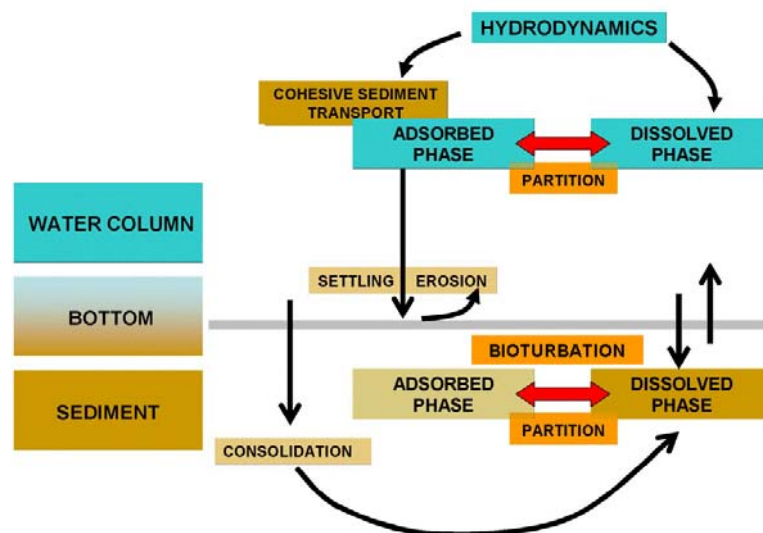 HYDRODYNAMICS
COHESIVE SEDIMENT
TRANSPORT
ADSORBED
PHASE
DISSOLVED
PHASE
PARTITION
WATER COLUMN
SETTLING
EROSION
BOTTOM
BIOTURBATION
SEDIMENT
ADSORBED
PHASE
DISSOLVED
PHASE
PARTITION
CONSOLIDATION